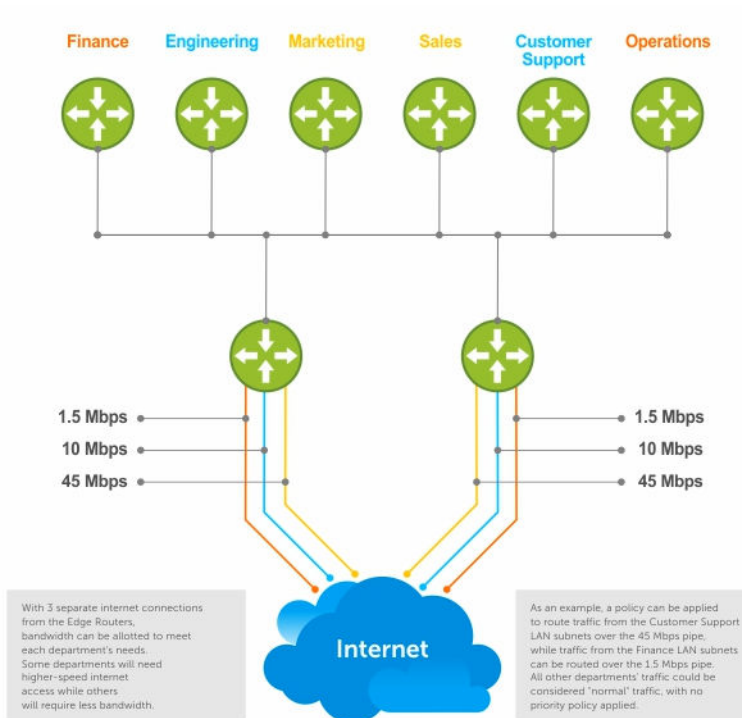 Finance
Engineering
Marketing
Sales
Customer
Support
Operations
1.5 Mbps
10 Mbps
45 Mbps
1.5 Mbps
10 Mbps
45 Mbps
With 3 separate internet connections
from the Edge Routers,
bandwidth can be allotted to meet
each department's needs.
Some departments will need
higher-speed internet
access while others
will require less bandwidth.
Internet
As an example, a policy can be applied
to route traffic from the Customer Support
LAN subnets over the 45 Mbps pipe,
while traffic from the Finance LAN subnets
can be routed over the 1.5 Mbps pipe.
All other departments' traffic could be
considered "normal" traffic, with no
priority policy applied.